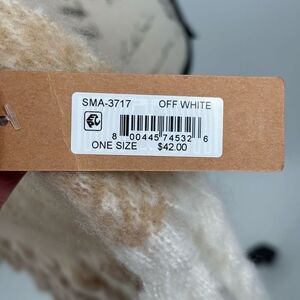 SMA-3717 OFF WHITE
8 00445 74532 6
ONE SIZE $42.00